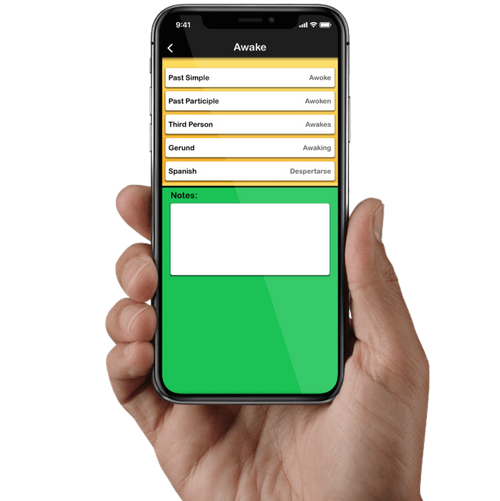 9:41
Awake
Past Simple Awoke
Past Participle Awoken
Third Person Awakes
Gerund Awaking
Spanish Despertarse
Notes: